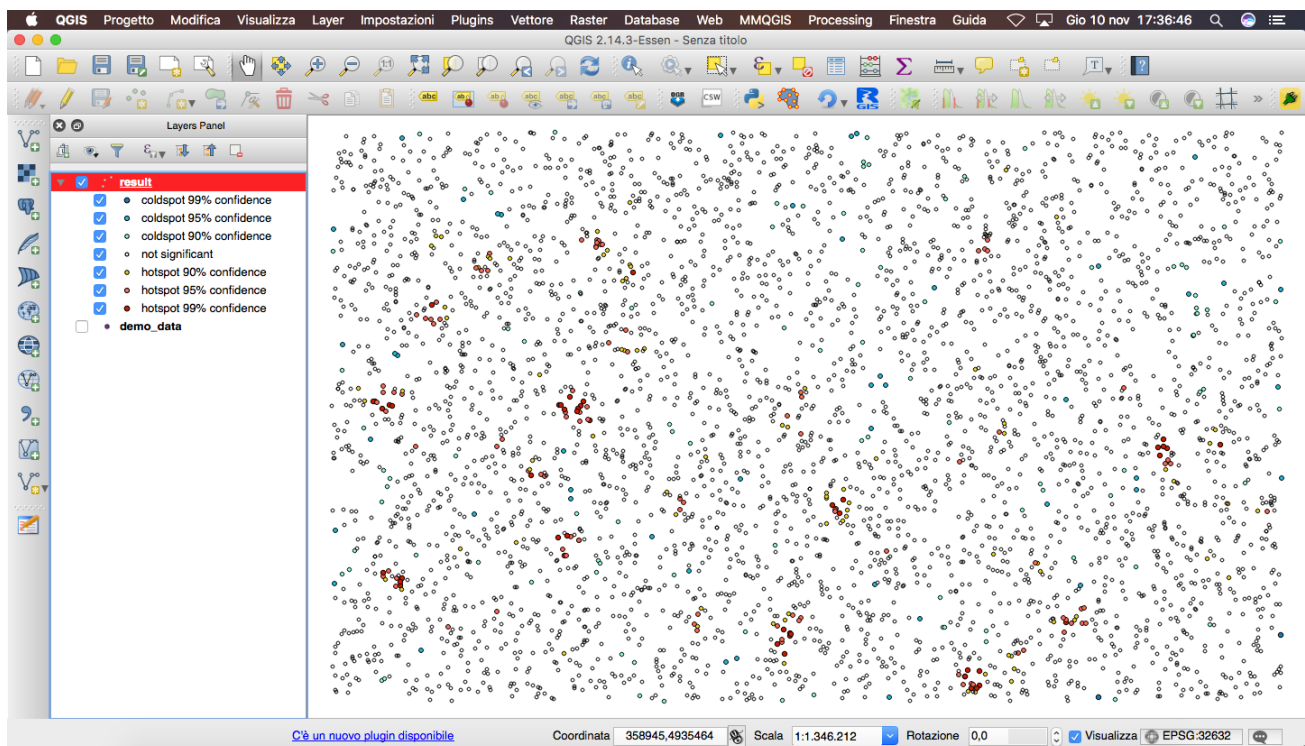 QGIS Progetto Modifica Visualizza Layer Impostazioni Plugins Vettore Raster Database Web MMQGIS Processing Finestra Guida Gio 10 nov 17:36:46
QGIS 2.14.3-Essen - Senza titolo
Layers Panel
result
coldspot 99% confidence
coldspot 95% confidence
coldspot 90% confidence
not significant
hotspot 90% confidence
hotspot 95% confidence
hotspot 99% confidence
demo_data
C'è un nuovo plugin disponibile Coordinata 358945,4935464 Scala 1:1.346.212 Rotazione 0,0 Visualizza EPSG:32632